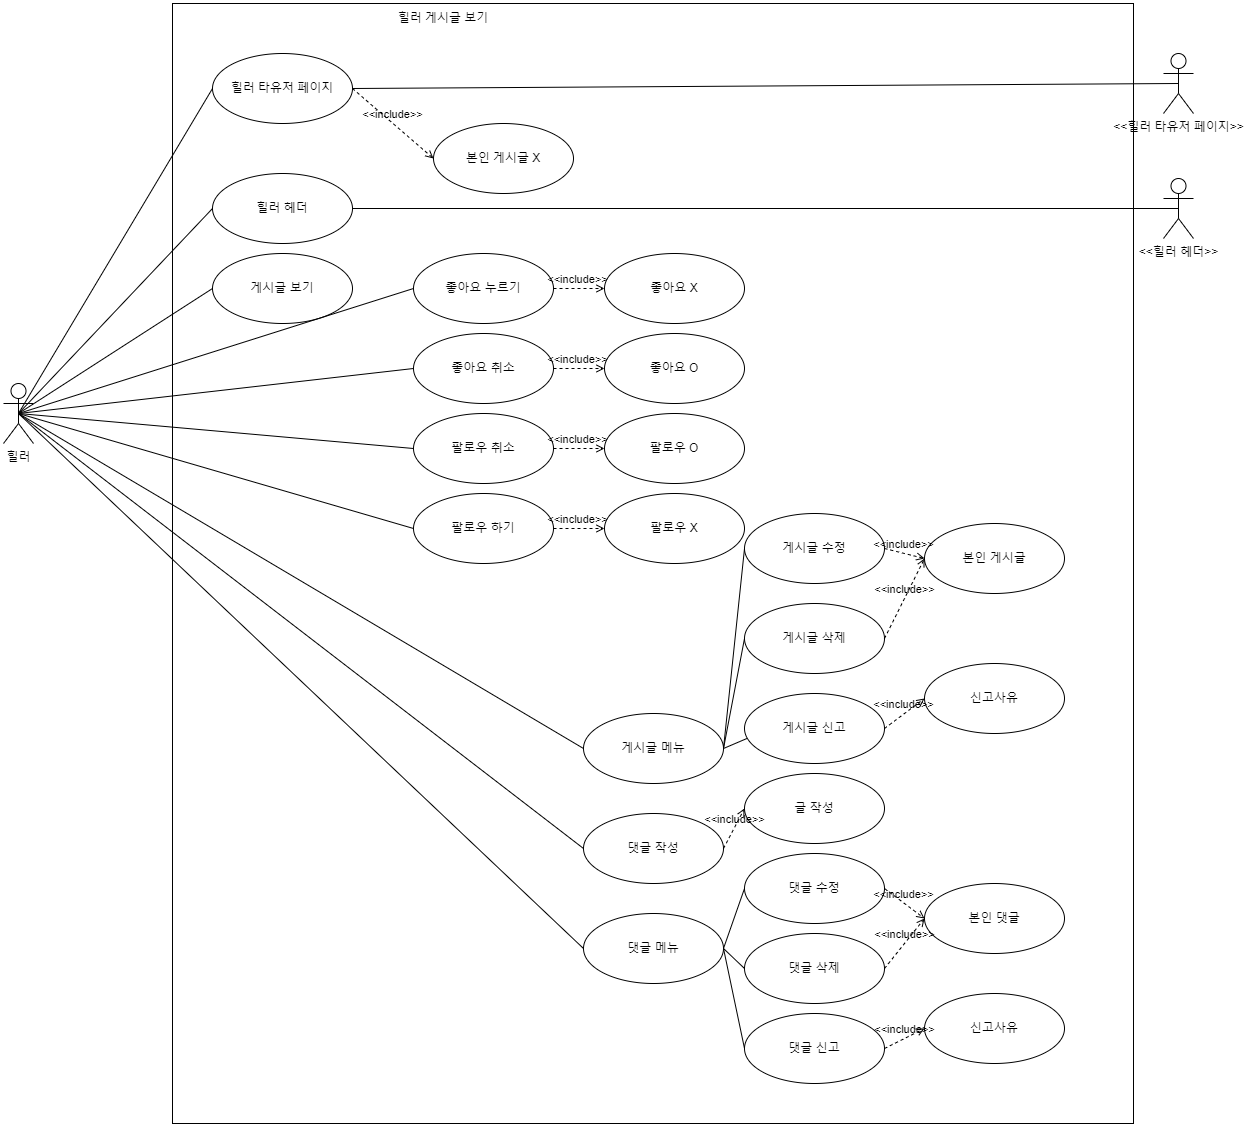 힐러 게시글 보기
힐러 타유저 페이지
<<include>>
<<힐러 타유저 페이지>>
본인 게시글 X
힐러 헤더
<<힐러 헤더>>
게시글 보기
좋아요 누르기
<<include>>
좋아요 X
좋아요 취소
<<include>>
좋아요 O
힐러
팔로우 취소
<<include>>
팔로우 O
팔로우 하기
<<include>>
팔로우 X
게시글 수정
<<include>>
본인 게시글
<<include>>
게시글 삭제
게시글 메뉴
게시글 신고
<<include>>
신고사유
댓글 작성
<<include>>
글 작성
댓글 수정
<<include>>
본인 댓글
<<include>>
댓글 메뉴
댓글 삭제
댓글 신고
<<include>>
신고사유